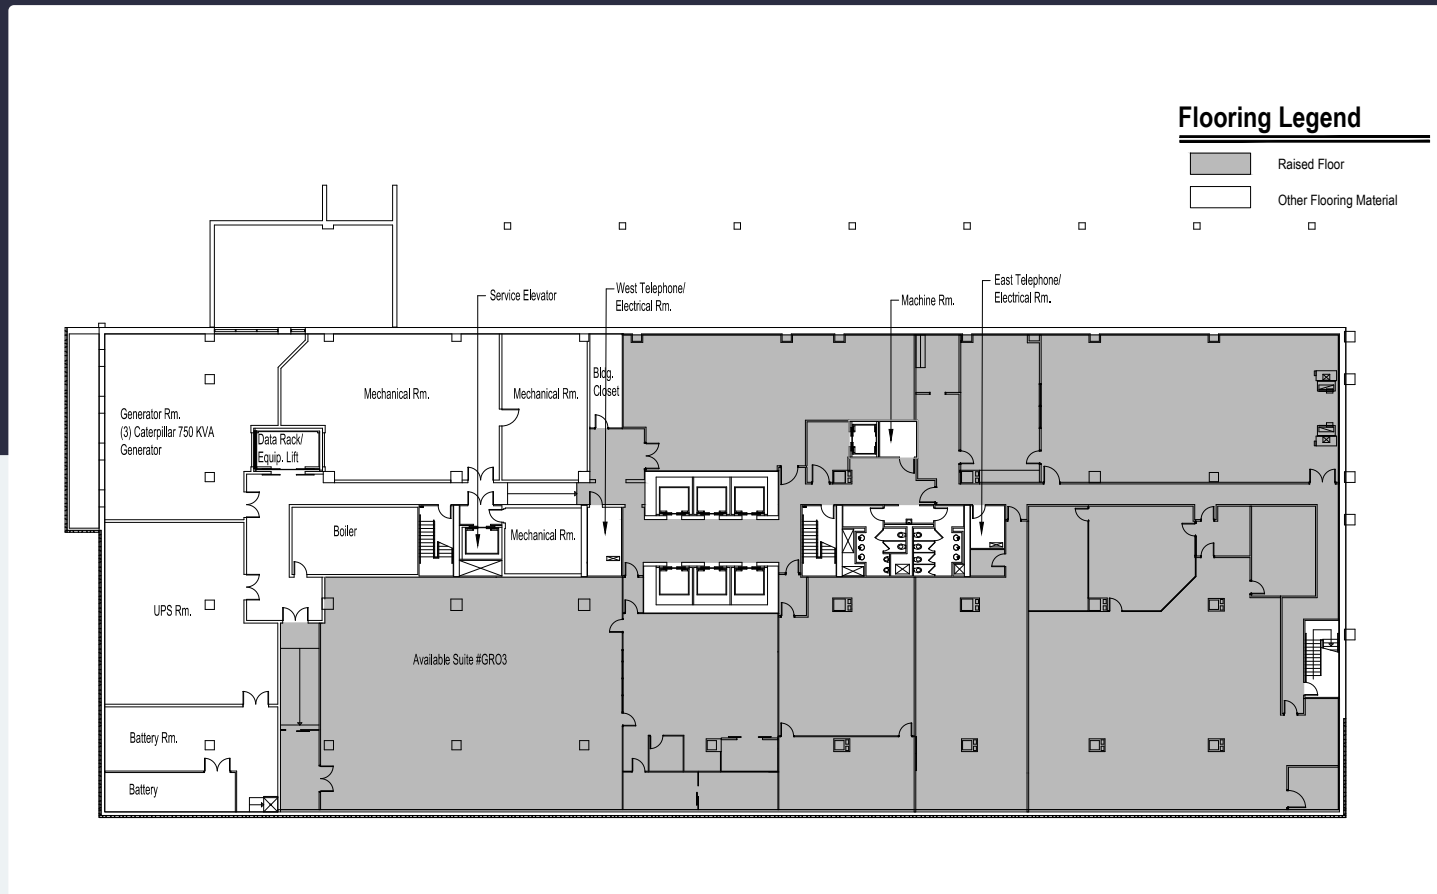 Flooring Legend
Raised Floor
Other Flooring Material
Service Elevator
West Telephone/
Electrical Rm.
Machine Rm.
East Telephone/
Electrical Rm.
Generator Rm.
(3) Caterpillar 750 KVA
Generator
Mechanical Rm.
Mechanical Rm.
Bldg.
Closet
Data Rack/
Equip. Lift
Boiler
Mechanical Rm.
UPS Rm.
Available Suite #GRO3
Battery Rm.
Battery